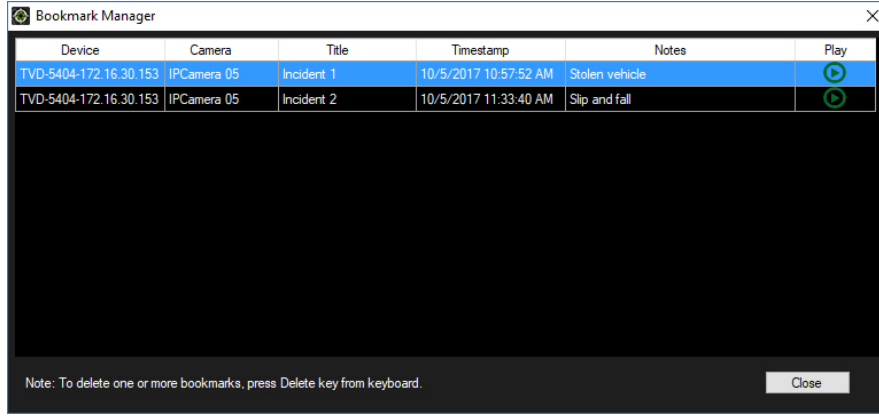 Bookmark Manager
Device Camera Title Timestamp Notes Play
TVD-5404-172.16.30.153 IPCamera 05 Incident 1 10/5/2017 10:57:52 AM Stolen vehicle
TVD-5404-172.16.30.153 IPCamera 05 Incident 2 10/5/2017 11:33:40 AM Slip and fall
Note: To delete one or more bookmarks, press Delete key from keyboard.
Close